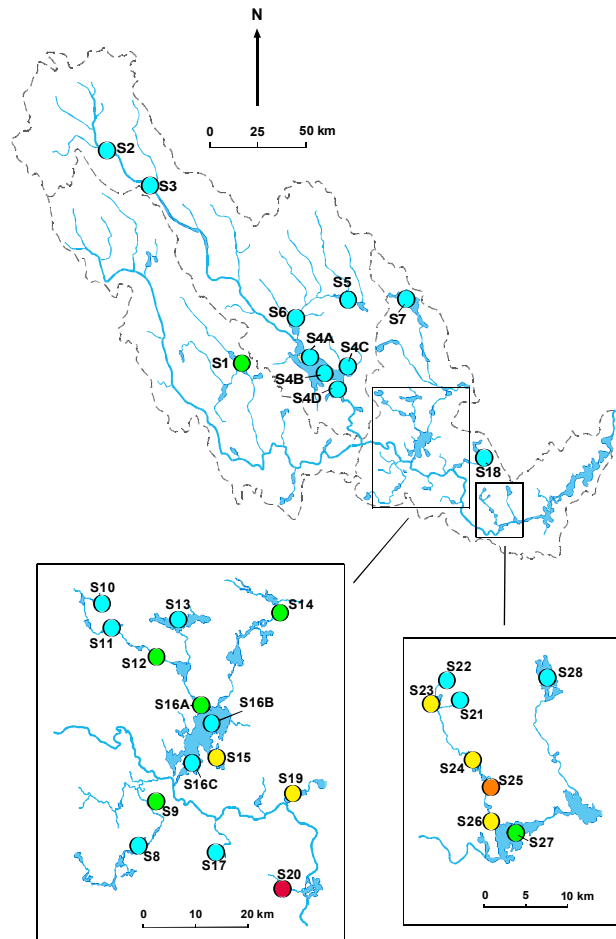 N
0 25 50 km
S2
S3
S5
S6
S7
S4A
S4C
S1
S4B
S4D
S18
S10
S13
S14
S11
S12
S16A
S16B
S15
S16C
S19
S9
S8
S17
S20
0 10 20 km
S22
S28
S23
S21
S24
S25
S26
S27
0 5 10 km